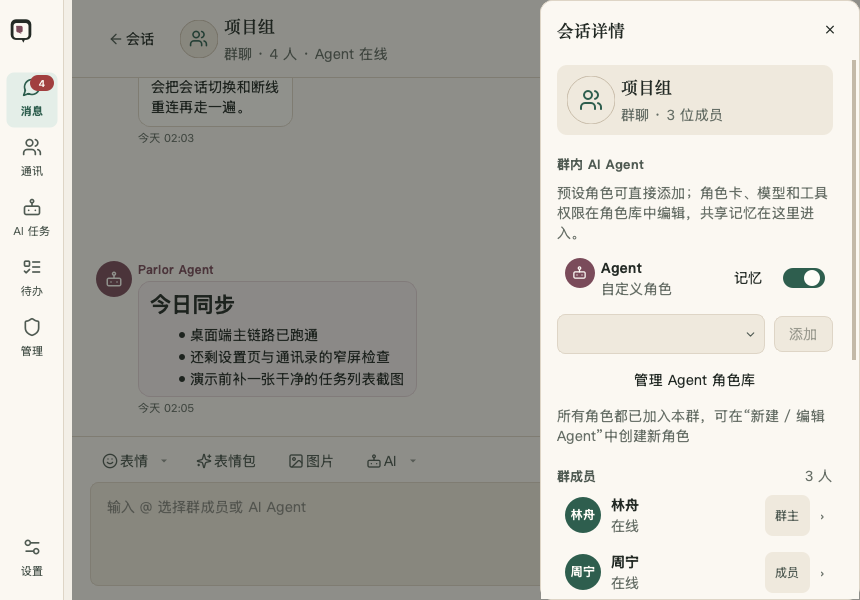 4
消息
通讯
AI 任务
待办
管理
设置
会话
项目组
群聊 · 4 人 · Agent 在线
会把会话切换和断线
重连再走一遍。
今天 02:03
Parlor Agent
今日同步
桌面端主链路已跑通
还剩设置页与通讯录的窄屏检查
演示前补一张干净的任务列表截图
今天 02:05
表情
表情包
图片
AI
输入 @ 选择群成员或 AI Agent
会话详情
项目组
群聊 · 3 位成员
群内 AI Agent
预设角色可直接添加；角色卡、模型和工具
权限在角色库中编辑，共享记忆在这里进
入。
Agent
自定义角色
记忆
添加
管理 Agent 角色库
所有角色都已加入本群，可在“新建 / 编辑
Agent”中创建新角色
群成员
3 人
林舟
林舟
在线
群主
周宁
周宁
在线
成员